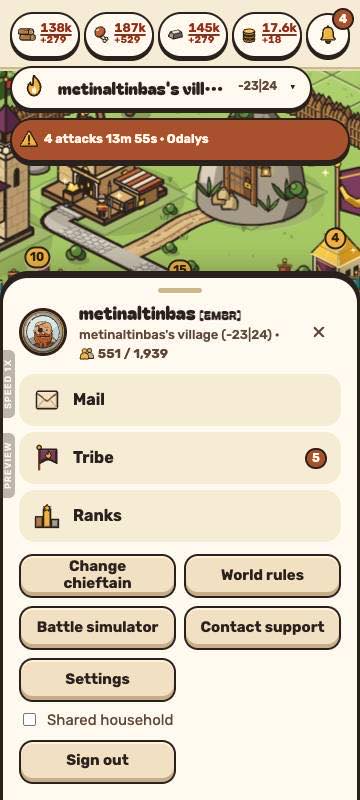 138k
+279
187k
+529
145k
+279
17.6k
+18
4
metinaltinbas's vill··· -23|24 ▾
4 attacks 13m 55s • Odalys
10
15
4
metinaltinbas [EMBR]
metinaltinbas's village (-23|24) •
551 / 1,939
✕
SPEED 1X
Mail
PREVIEW
Tribe
5
Ranks
Change
chieftain
World rules
Battle simulator
Contact support
Settings
Shared household
Sign out